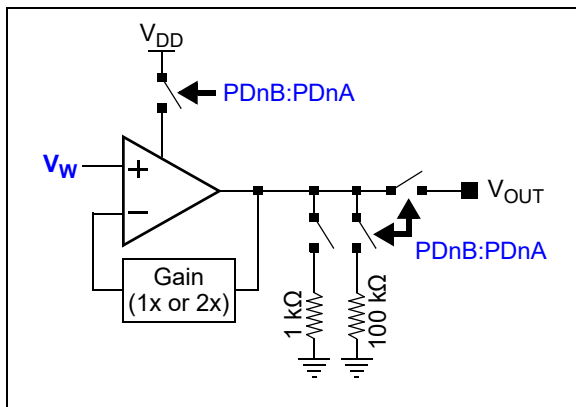 VDD
PDnB:PDnA
VW
+
−
VOUT
PDnB:PDnA
Gain
(1x or 2x)
1 kΩ
100 kΩ